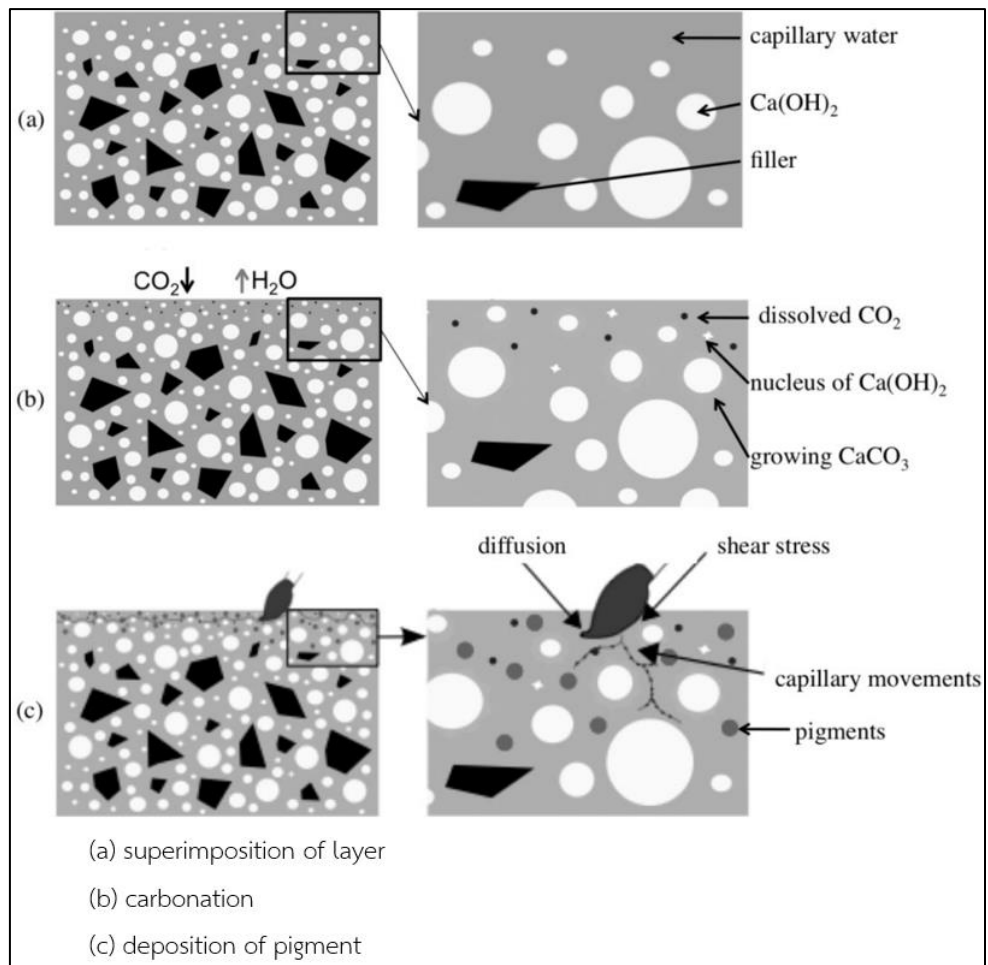 capillary water
Ca(OH)₂
filler
(a)
CO₂ H₂O
dissolved CO₂
nucleus of Ca(OH)₂
growing CaCO₃
(b)
diffusion
shear stress
capillary movements
pigments
(c)
(a) superimposition of layer
(b) carbonation
(c) deposition of pigment